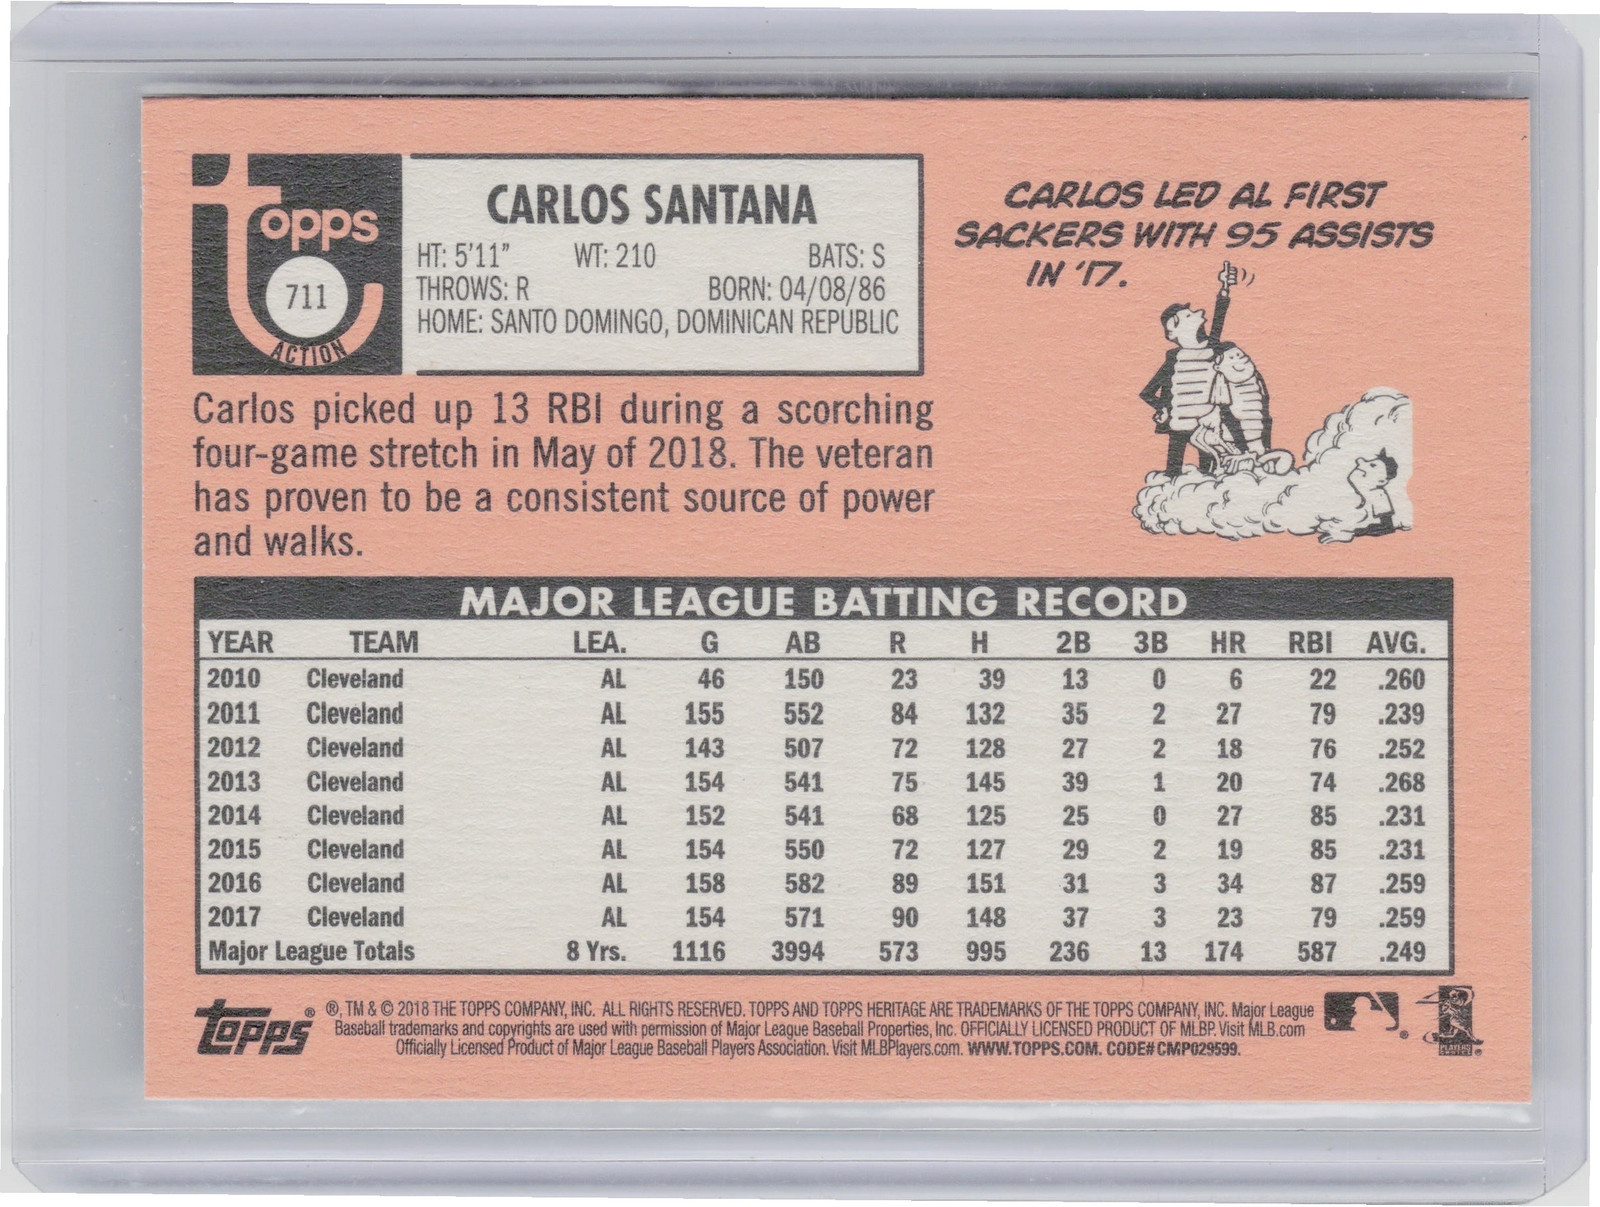 topps
711
ACTION
CARLOS SANTANA
HT: 5'11" WT: 210 BATS: S
THROWS: R BORN: 04/08/86
HOME: SANTO DOMINGO, DOMINICAN REPUBLIC
CARLOS LED AL FIRST
SACKERS WITH 95 ASSISTS
IN '17.
Carlos picked up 13 RBI during a scorching
four-game stretch in May of 2018. The veteran
has proven to be a consistent source of power
and walks.
MAJOR LEAGUE BATTING RECORD
YEAR TEAM LEA. G AB R H 2B 3B HR RBI AVG.
2010 Cleveland AL 46 150 23 39 13 0 6 22 .260
2011 Cleveland AL 155 552 84 132 35 2 27 79 .239
2012 Cleveland AL 143 507 72 128 27 2 18 76 .252
2013 Cleveland AL 154 541 75 145 39 1 20 74 .268
2014 Cleveland AL 152 541 68 125 25 0 27 85 .231
2015 Cleveland AL 154 550 72 127 29 2 19 85 .231
2016 Cleveland AL 158 582 89 151 31 3 34 87 .259
2017 Cleveland AL 154 571 90 148 37 3 23 79 .259
Major League Totals 8 Yrs. 1116 3994 573 995 236 13 174 587 .249
topps® ®, TM & © 2018 THE TOPPS COMPANY, INC. ALL RIGHTS RESERVED. TOPPS AND TOPPS HERITAGE ARE TRADEMARKS OF THE TOPPS COMPANY, INC. Major League
Baseball trademarks and copyrights are used with permission of Major League Baseball Properties, Inc. OFFICIALLY LICENSED PRODUCT OF MLBP. Visit MLB.com
Officially Licensed Product of Major League Baseball Players Association. Visit MLBPlayers.com. WWW.TOPPS.COM. CODE# CMP029599.
PLAYERS